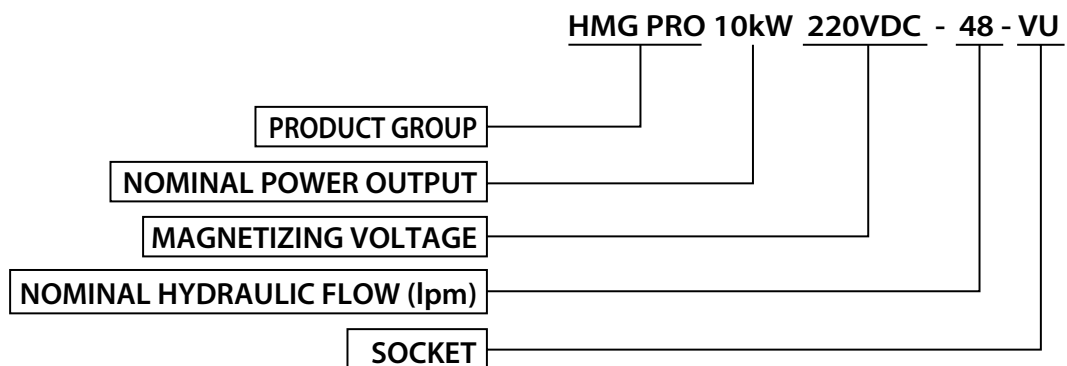 HMG PRO 10kW 220VDC - 48 - VU
PRODUCT GROUP
NOMINAL POWER OUTPUT
MAGNETIZING VOLTAGE
NOMINAL HYDRAULIC FLOW (lpm)
SOCKET